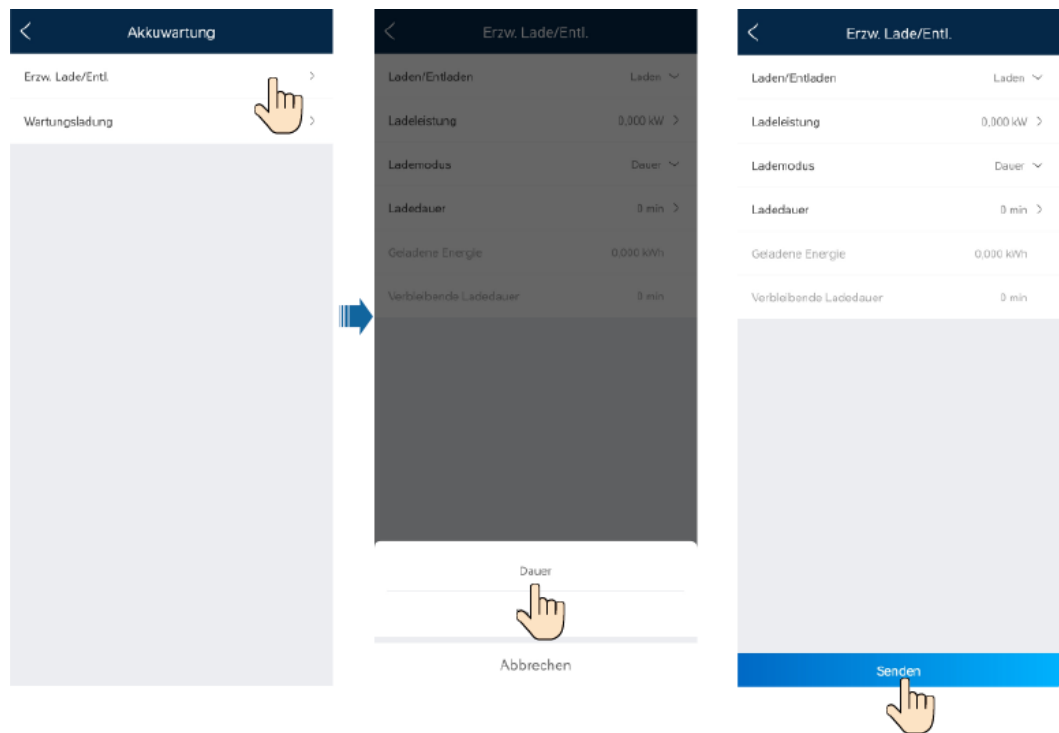 Akkuwartung
Erzw. Lade/Entl.
Wartungsladung
Erzw. Lade/Entl.
Laden/Entladen Laden
Ladeleistung 0,000 kW
Lademodus Dauer
Ladedauer 0 min
Geladene Energie 0,000 kWh
Verbleibende Ladedauer 0 min
Dauer
Abbrechen
Erzw. Lade/Entl.
Laden/Entladen Laden
Ladeleistung 0,000 kW
Lademodus Dauer
Ladedauer 0 min
Geladene Energie 0,000 kWh
Verbleibende Ladedauer 0 min
Senden